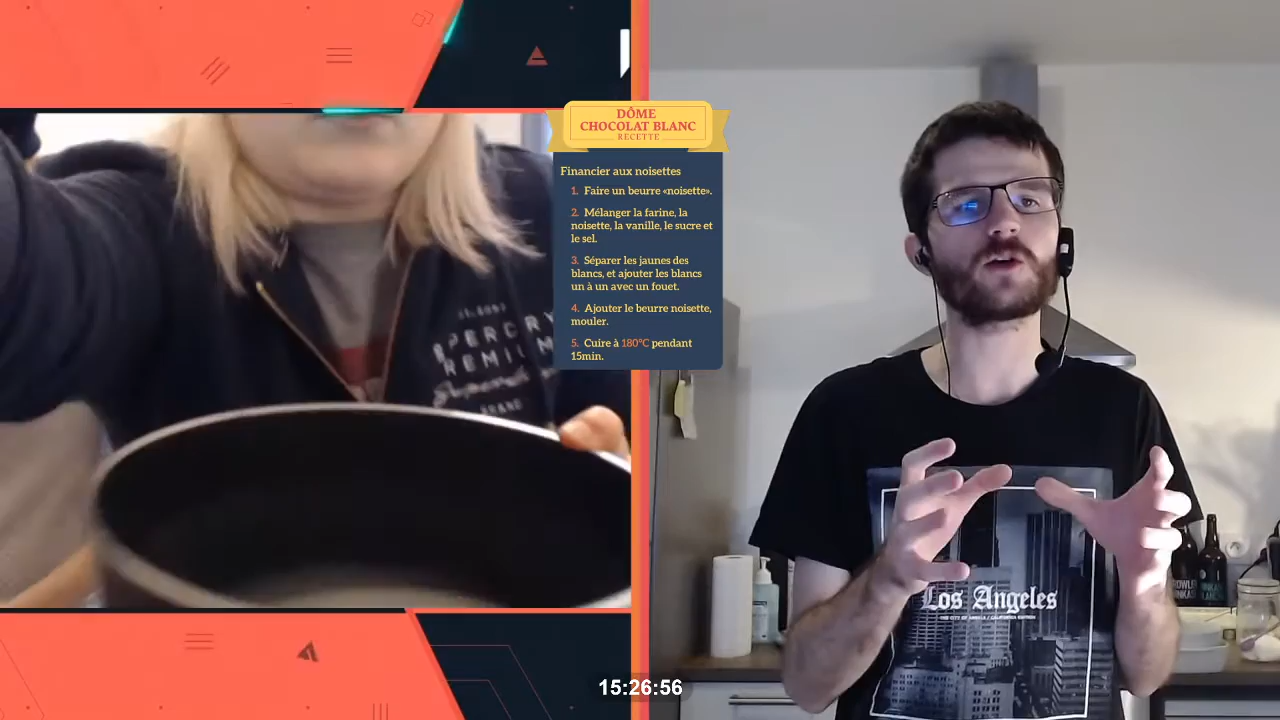 DÔME
CHOCOLAT BLANC
RECETTE
Financier aux noisettes
1. Faire un beurre «noisette».
2. Mélanger la farine, la
noisette, la vanille, le sucre et
le sel.
3. Séparer les jaunes des
blancs, et ajouter les blancs
un à un avec un fouet.
4. Ajouter le beurre noisette,
mouler.
5. Cuire à 180°C pendant
15min.
PREMIUM
BRAND
Los Angeles
15:26:56